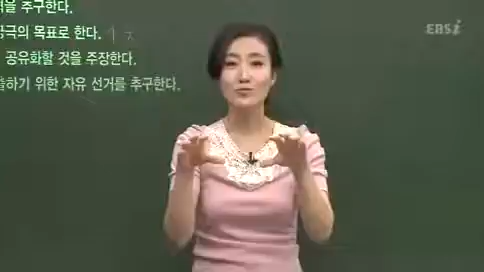 을 추구한다.
극의 목표로 한다.
공유화할 것을 주장한다.
하기 위한 자유 선거를 추구한다.
EBSi